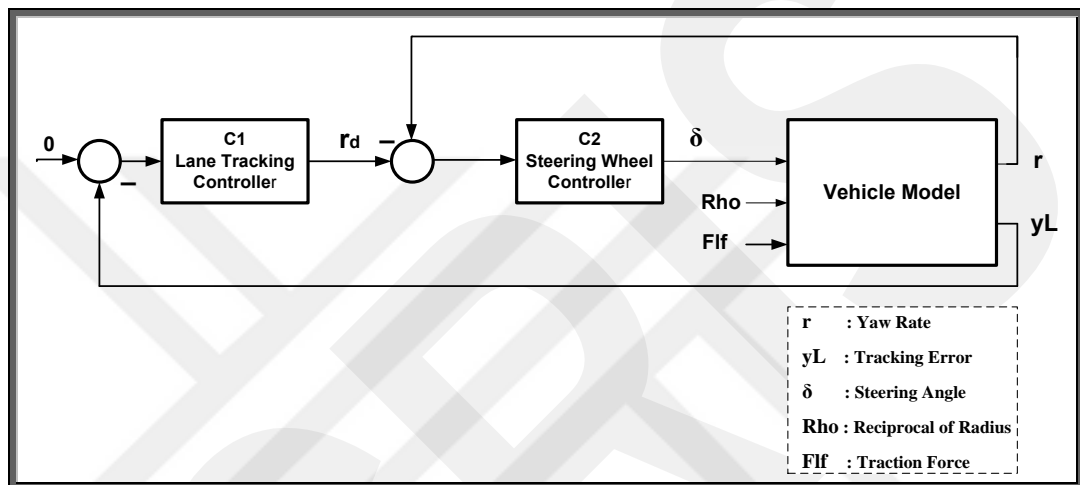 0
−
C1
Lane Tracking
Controller
rd
−
C2
Steering Wheel
Controller
δ
Rho
Flf
Vehicle Model
r
yL
r : Yaw Rate
yL : Tracking Error
δ : Steering Angle
Rho : Reciprocal of Radius
Flf : Traction Force